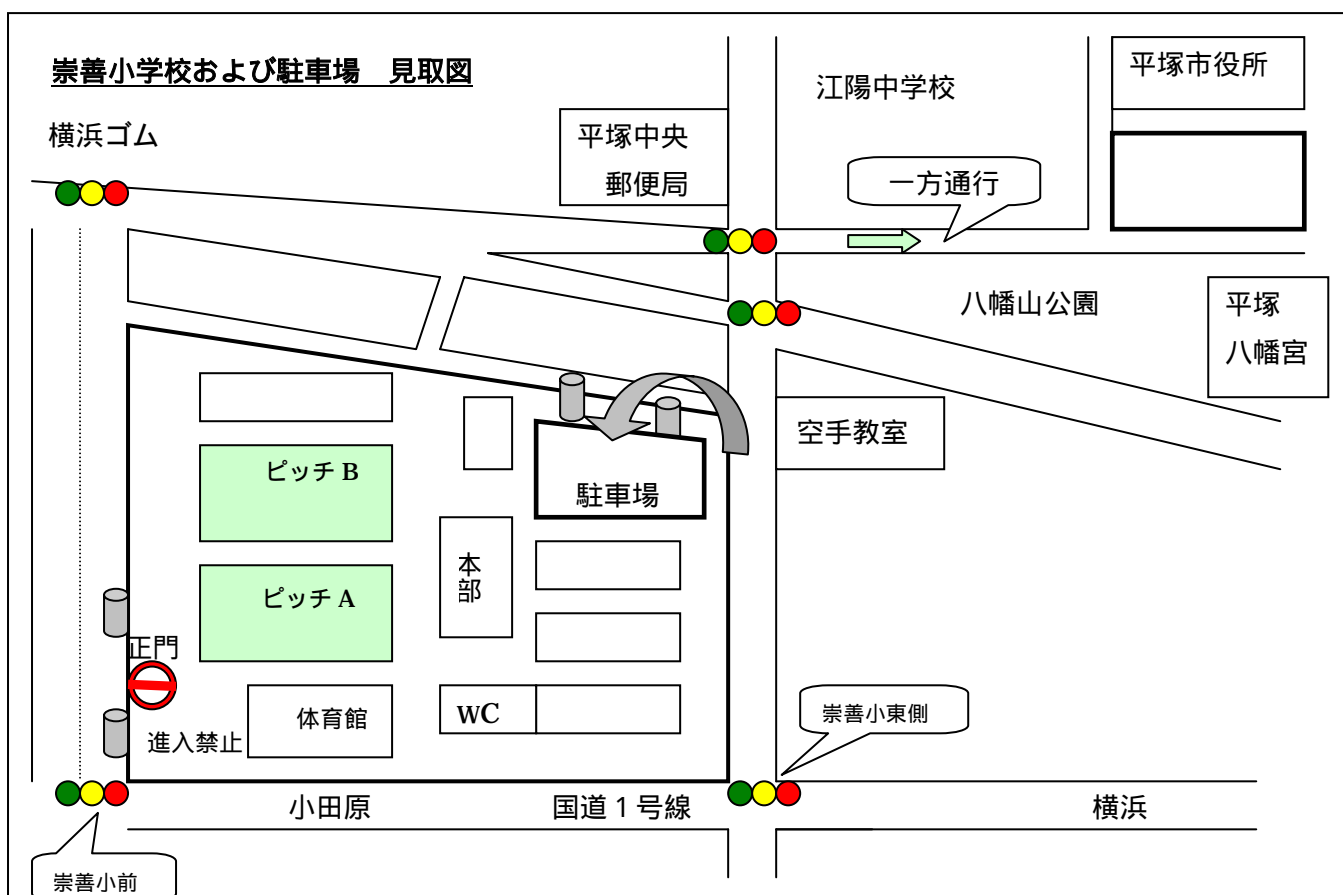 崇善小学校および駐車場　見取図
平塚市役所
江陽中学校
横浜ゴム
平塚中央
郵便局
一方通行
八幡山公園
平塚
八幡宮
空手教室
ピッチ B
駐車場
本部
ピッチ A
正門
体育館
WC
崇善小東側
進入禁止
小田原
国道１号線
横浜
崇善小前